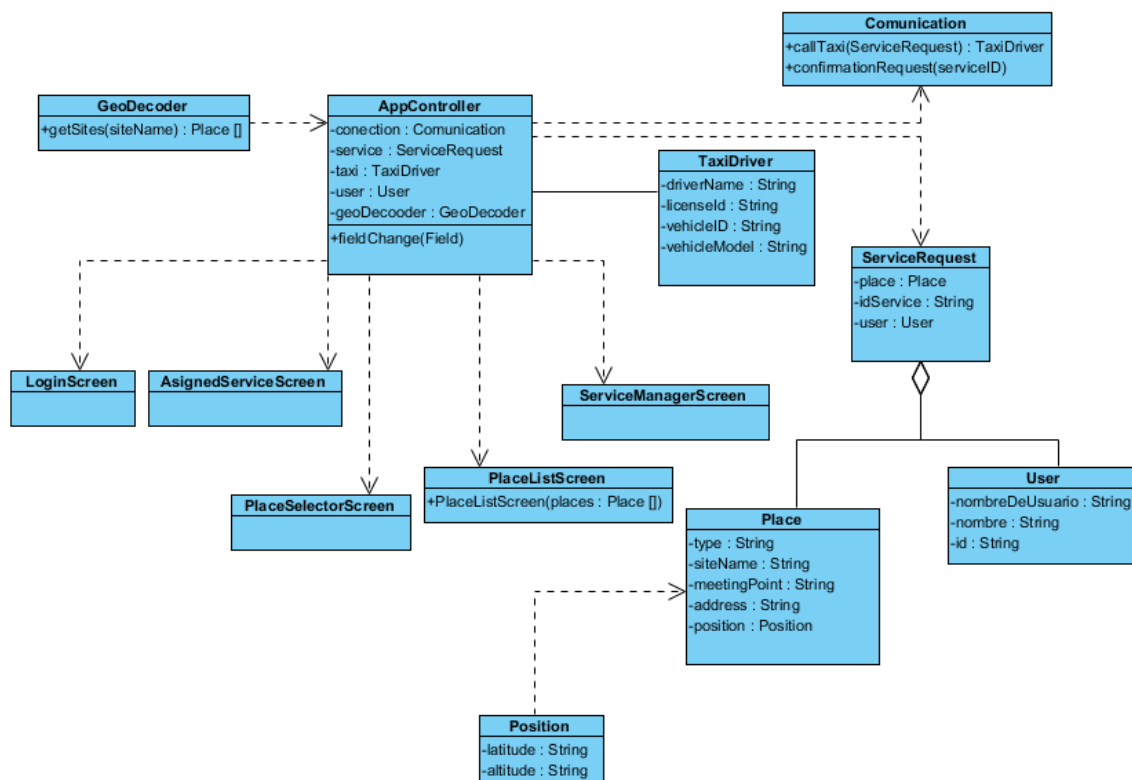 Comunication
+callTaxi(ServiceRequest) : TaxiDriver
+confirmationRequest(serviceID)
GeoDecoder
+getSites(siteName) : Place []
AppController
-conection : Comunication
-service : ServiceRequest
-taxi : TaxiDriver
-user : User
-geoDecooder : GeoDecoder
+fieldChange(Field)
TaxiDriver
-driverName : String
-licenseId : String
-vehicleID : String
-vehicleModel : String
ServiceRequest
-place : Place
-idService : String
-user : User
LoginScreen
AsignedServiceScreen
ServiceManagerScreen
PlaceSelectorScreen
PlaceListScreen
+PlaceListScreen(places : Place [])
Place
-type : String
-siteName : String
-meetingPoint : String
-address : String
-position : Position
User
-nombreDeUsuario : String
-nombre : String
-id : String
Position
-latitude : String
-altitude : String